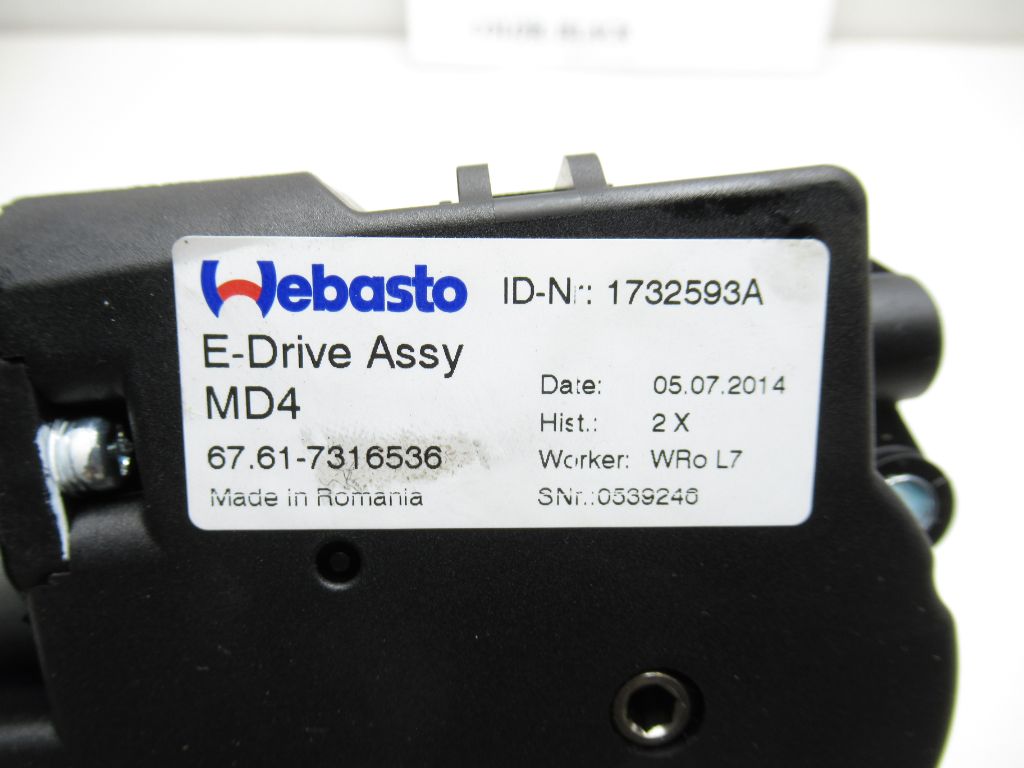 Webasto ID-Nr: 1732593A
E-Drive Assy
MD4
67.61-7316536
Made in Romania
Date: 05.07.2014
Hist.: 2 X
Worker: WRo L7
SNr.:0539246